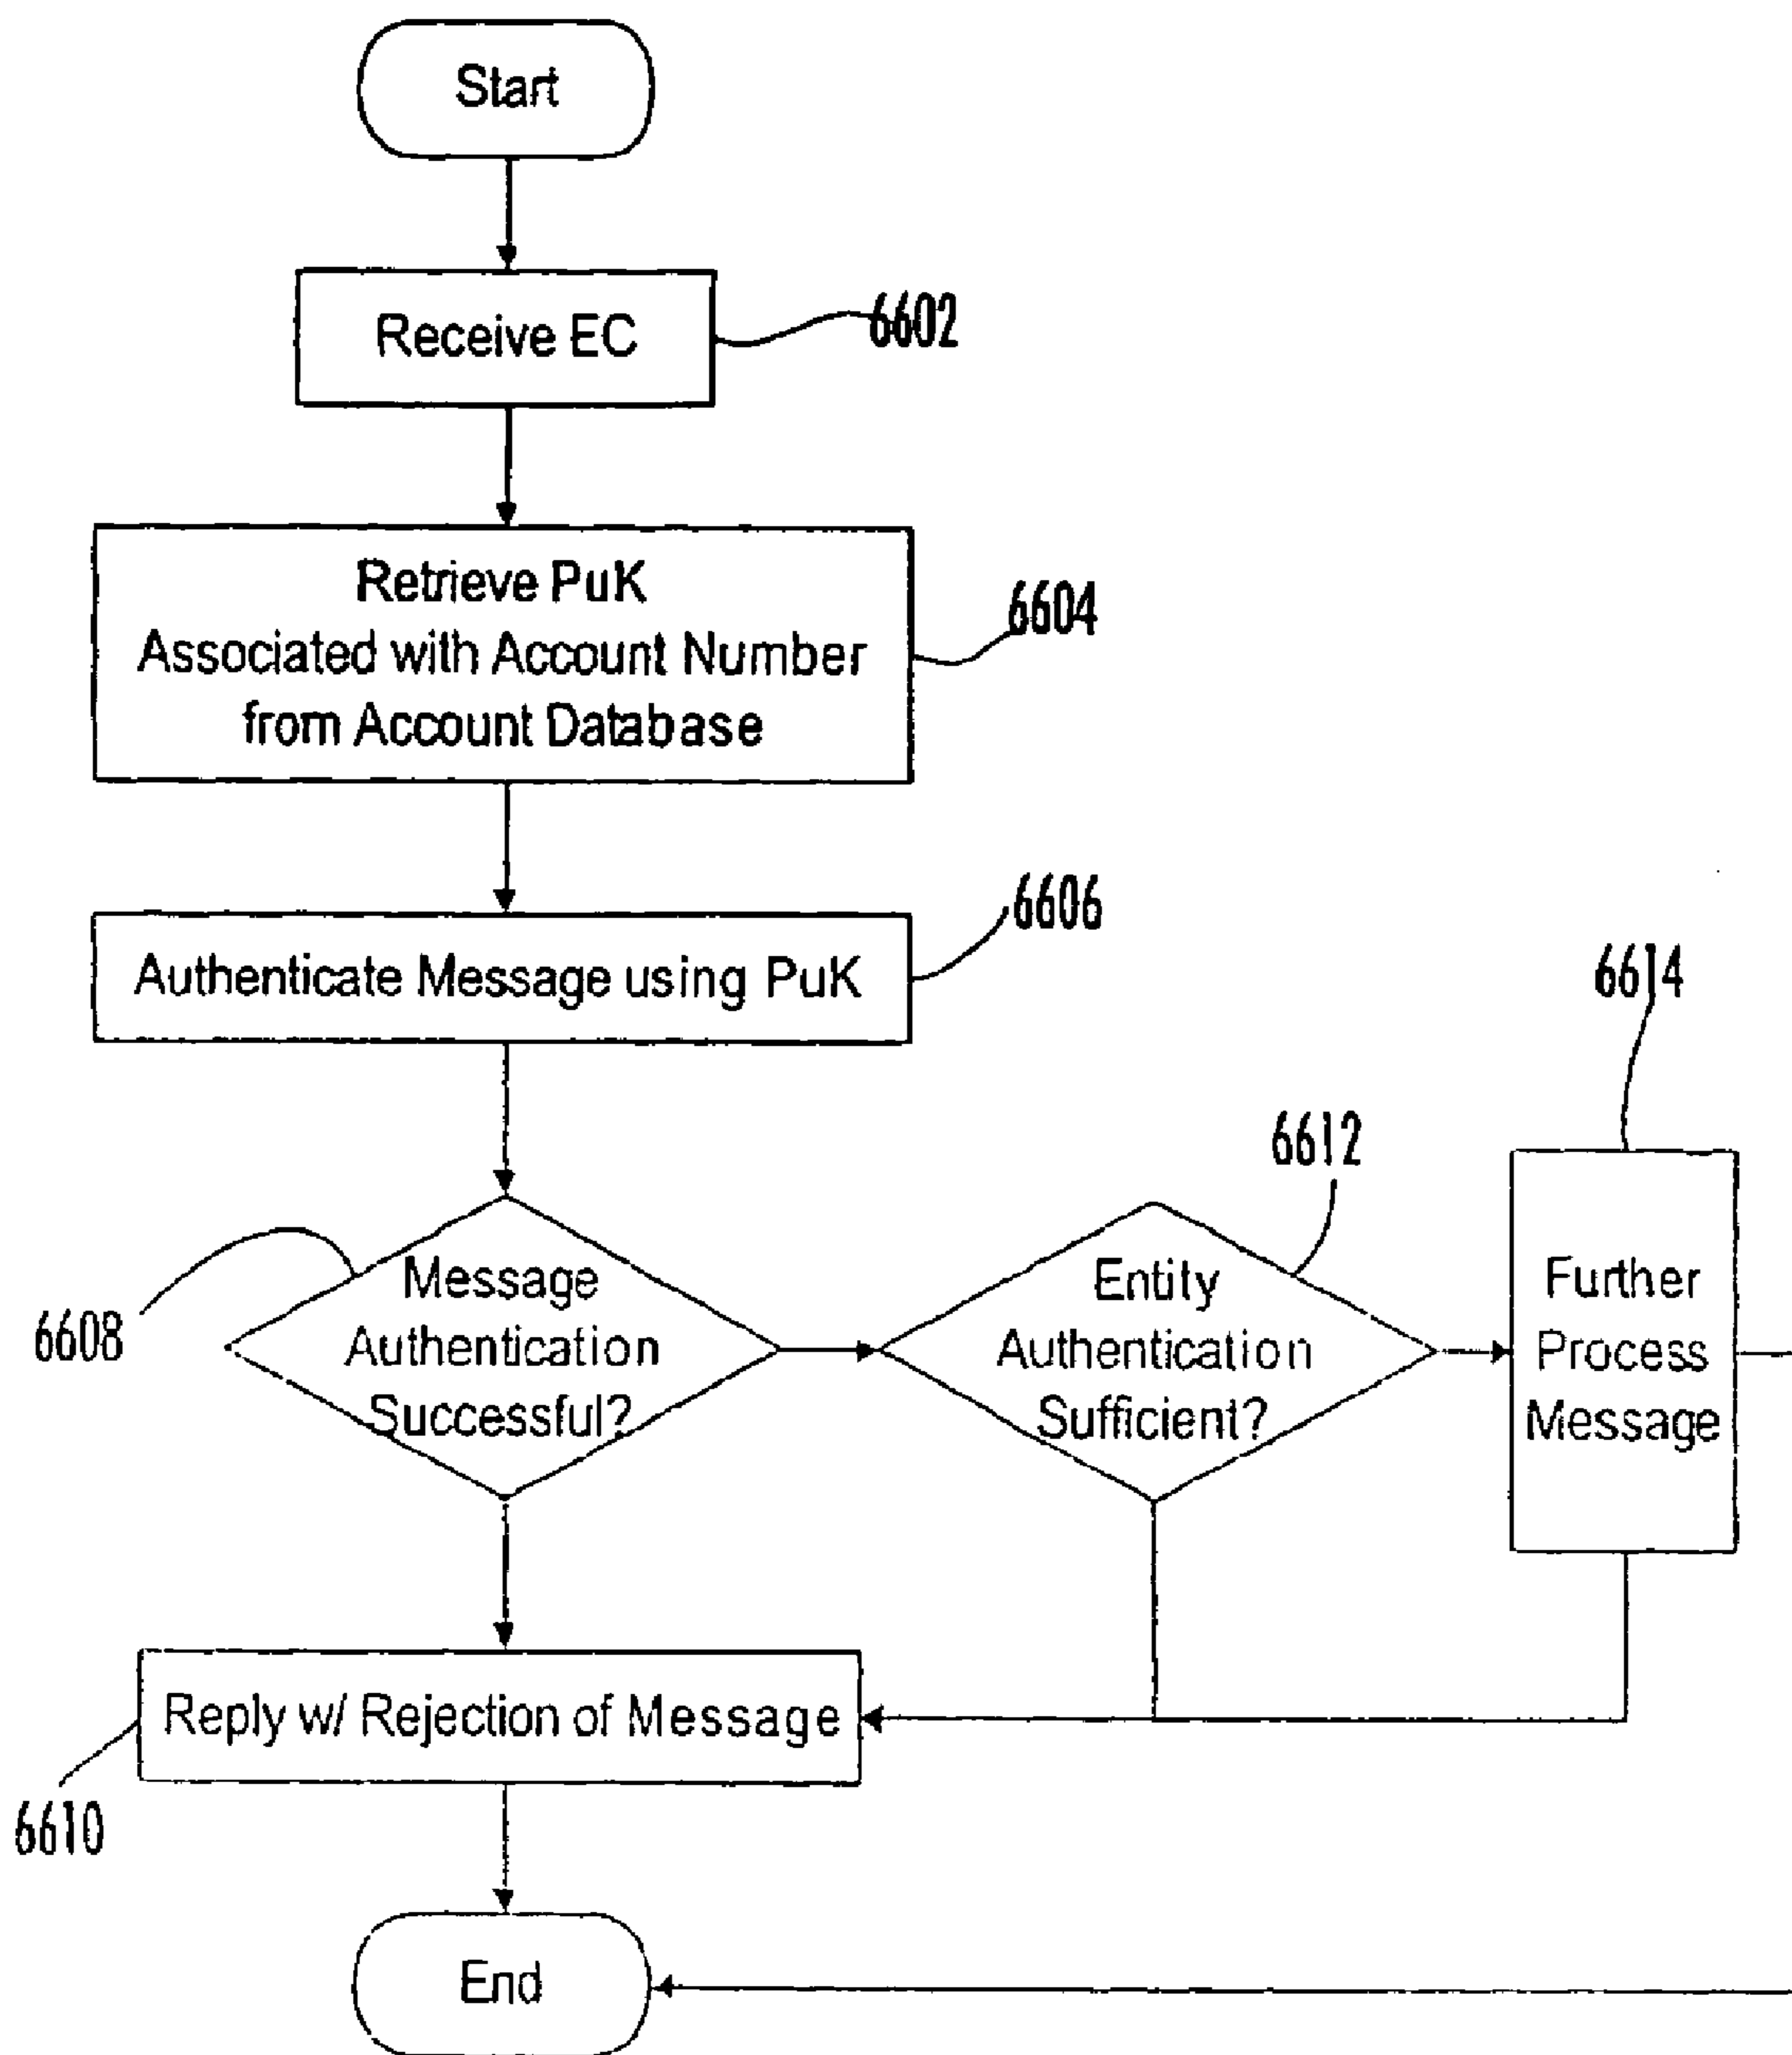 Start
Receive EC
6602
Retrieve PuK
Associated with Account Number
from Account Database
6604
Authenticate Message using PuK
6606
6614
6612
Message
Authentication
Successful?
6608
Entity
Authentication
Sufficient?
Further
Process
Message
Reply w/ Rejection of Message
6610
End